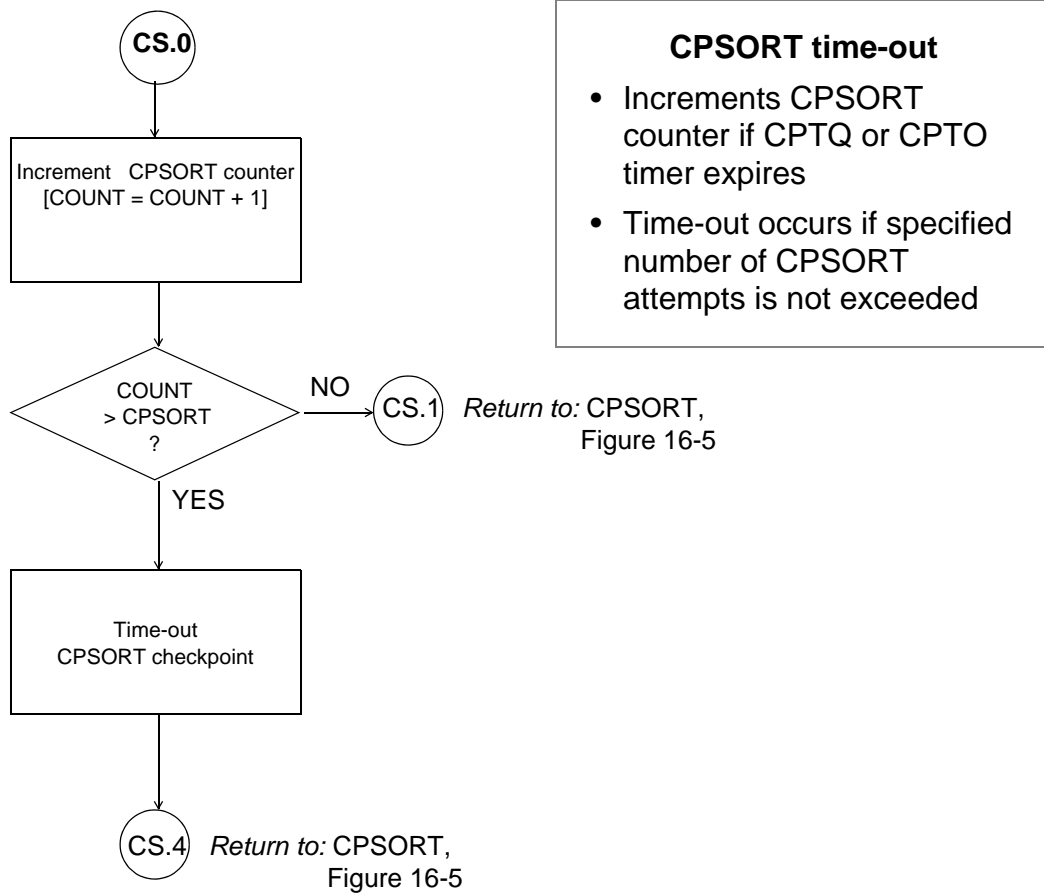 CS.0
Increment CPSORT counter
[COUNT = COUNT + 1]
COUNT
> CPSORT
?
NO
CS.1
Return to: CPSORT,
Figure 16-5
YES
Time-out
CPSORT checkpoint
CS.4
Return to: CPSORT,
Figure 16-5
CPSORT time-out
• Increments CPSORT
counter if CPTQ or CPTO
timer expires
• Time-out occurs if specified
number of CPSORT
attempts is not exceeded